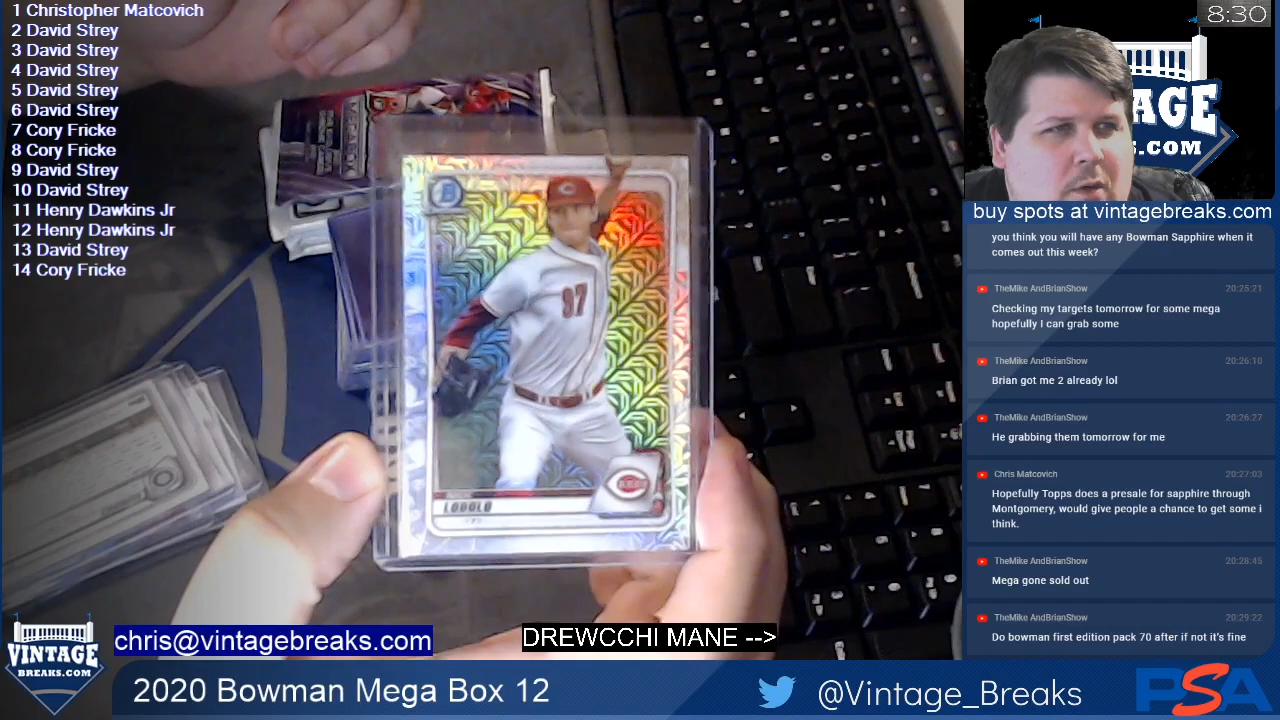 1 Christopher Matcovich
2 David Strey
3 David Strey
4 David Strey
5 David Strey
6 David Strey
7 Cory Fricke
8 Cory Fricke
9 David Strey
10 David Strey
11 Henry Dawkins Jr
12 Henry Dawkins Jr
13 David Strey
14 Cory Fricke
B
C
97
REDS
LODOLO
8:30
AGE
S.COM
buy spots at vintagebreaks.com
you think you will have any Bowman Sapphire when it
comes out this week?
TheMike AndBrianShow 20:25:21
Checking my targets tomorrow for some mega
hopefully I can grab some
TheMike AndBrianShow 20:26:10
Brian got me 2 already lol
TheMike AndBrianShow 20:26:27
He grabbing them tomorrow for me
Chris Matcovich 20:27:03
Hopefully Topps does a presale for sapphire through
Montgomery, would give people a chance to get some i
think.
TheMike AndBrianShow 20:28:45
Mega gone sold out
TheMike AndBrianShow 20:29:22
Do bowman first edition pack 70 after if not it's fine
VINTAGE
BREAKS.COM
chris@vintagebreaks.com
DREWCCHI MANE -->
2020 Bowman Mega Box 12
@Vintage_Breaks
PSA